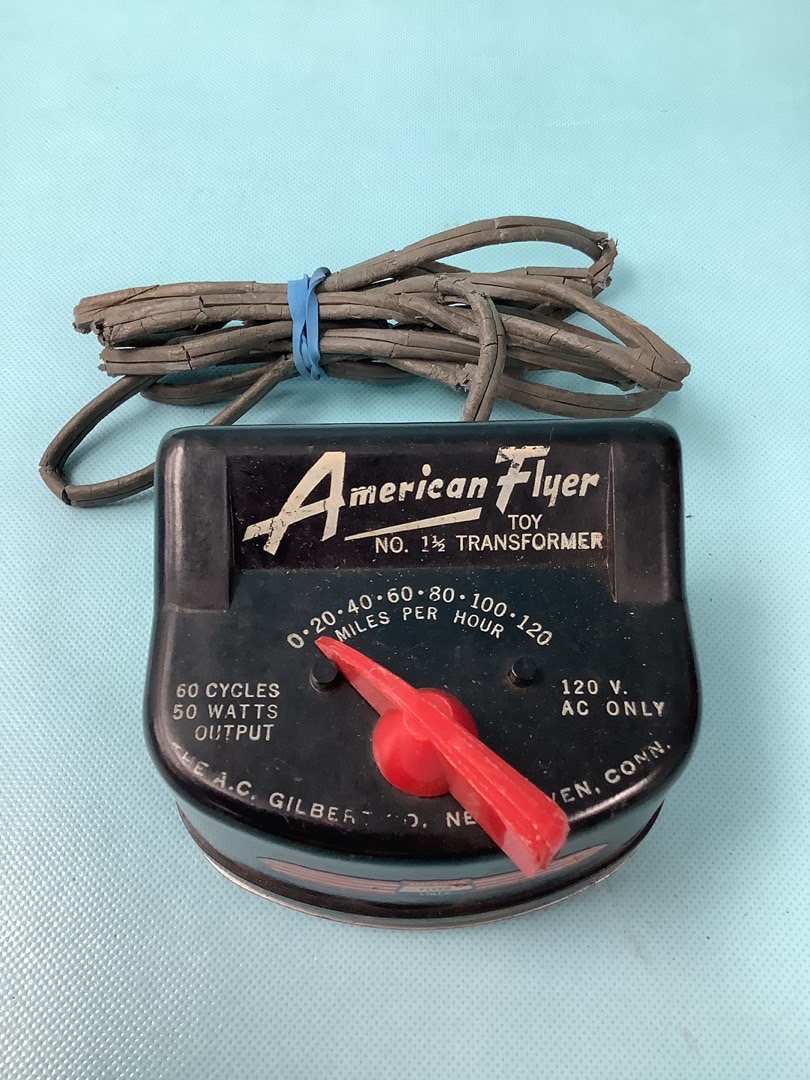 American Flyer
TOY
NO. 1½ TRANSFORMER
0·20·40·60·80·100·120
MILES PER HOUR
60 CYCLES
50 WATTS
OUTPUT
120 V.
AC ONLY
THE A.C. GILBERT CONN.